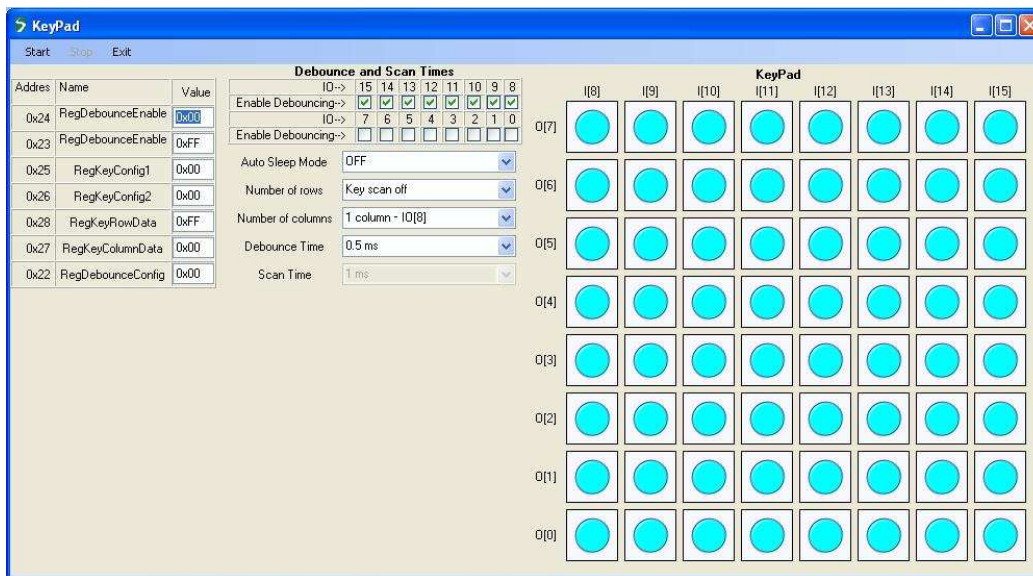 KeyPad
Start Stop Exit
Addres Name Value
0x24 RegDebounceEnable 0x00
0x23 RegDebounceEnable 0xFF
0x25 RegKeyConfig1 0x00
0x26 RegKeyConfig2 0x00
0x28 RegKeyRowData 0xFF
0x27 RegKeyColumnData 0x00
0x22 RegDebounceConfig 0x00
Debounce and Scan Times
IO--> 15 14 13 12 11 10 9 8
Enable Debouncing-->
IO--> 7 6 5 4 3 2 1 0
Enable Debouncing-->
Auto Sleep Mode OFF
Number of rows Key scan off
Number of columns 1 column - IO[8]
Debounce Time 0.5 ms
Scan Time 1 ms
KeyPad
I[8] I[9] I[10] I[11] I[12] I[13] I[14] I[15]
O[7]
O[6]
O[5]
O[4]
O[3]
O[2]
O[1]
O[0]